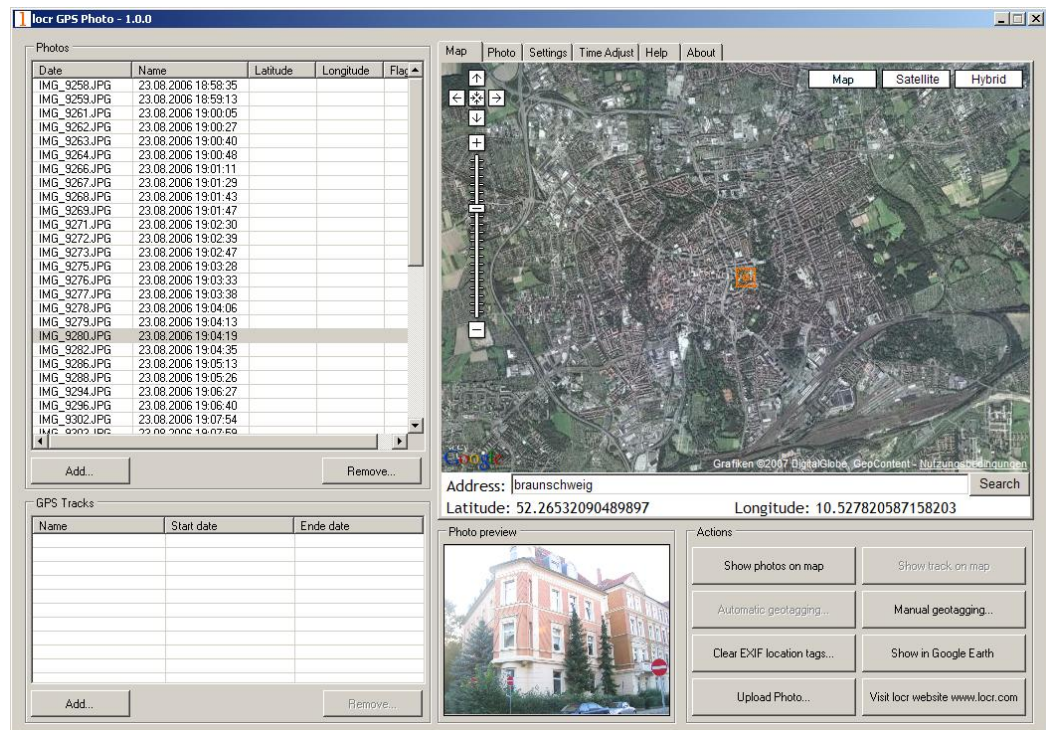 locr GPS Photo - 1.0.0
Photos
Date Name Latitude Longitude Flag
IMG_9258.JPG 23.08.2006 18:58:35
IMG_9259.JPG 23.08.2006 18:59:13
IMG_9261.JPG 23.08.2006 19:00:05
IMG_9262.JPG 23.08.2006 19:00:27
IMG_9263.JPG 23.08.2006 19:00:40
IMG_9264.JPG 23.08.2006 19:00:48
IMG_9266.JPG 23.08.2006 19:01:11
IMG_9267.JPG 23.08.2006 19:01:29
IMG_9268.JPG 23.08.2006 19:01:43
IMG_9269.JPG 23.08.2006 19:01:47
IMG_9271.JPG 23.08.2006 19:02:30
IMG_9272.JPG 23.08.2006 19:02:39
IMG_9273.JPG 23.08.2006 19:02:47
IMG_9275.JPG 23.08.2006 19:03:28
IMG_9276.JPG 23.08.2006 19:03:33
IMG_9277.JPG 23.08.2006 19:03:38
IMG_9278.JPG 23.08.2006 19:04:06
IMG_9279.JPG 23.08.2006 19:04:13
IMG_9280.JPG 23.08.2006 19:04:19
IMG_9282.JPG 23.08.2006 19:04:35
IMG_9286.JPG 23.08.2006 19:05:13
IMG_9288.JPG 23.08.2006 19:05:26
IMG_9294.JPG 23.08.2006 19:06:27
IMG_9296.JPG 23.08.2006 19:06:40
IMG_9302.JPG 23.08.2006 19:07:54
IMG_9303.JPG 23.08.2006 19:07:59
Add... Remove...
GPS Tracks
Name Start date Ende date
Add... Remove...
Map Photo Settings Time Adjust Help About
Map Satellite Hybrid
Google
Grafiken ©2007 DigitalGlobe, GeoContent - Nutzungsbedingungen
Address: braunschweig Search
Latitude: 52.26532090489897 Longitude: 10.527820587158203
Photo preview
Actions
Show photos on map Show track on map
Automatic geotagging... Manual geotagging...
Clear EXIF location tags... Show in Google Earth
Upload Photo... Visit locr website www.locr.com